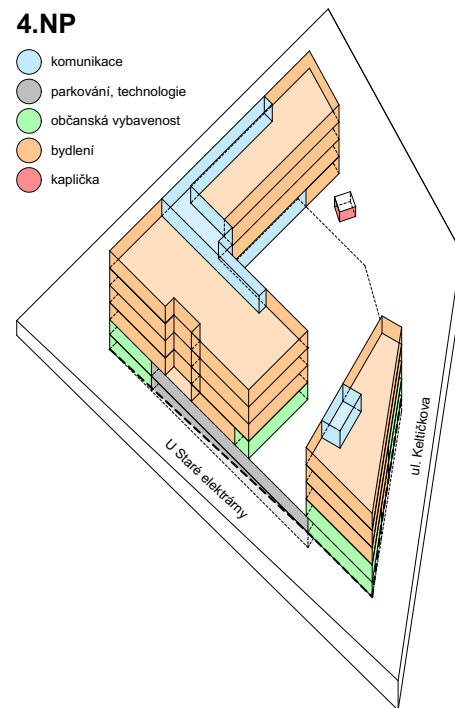 4.NP
komunikace
parkování, technologie
občanská vybavenost
bydlení
kaplička
U Staré elektrárny
ul. Keltičkova